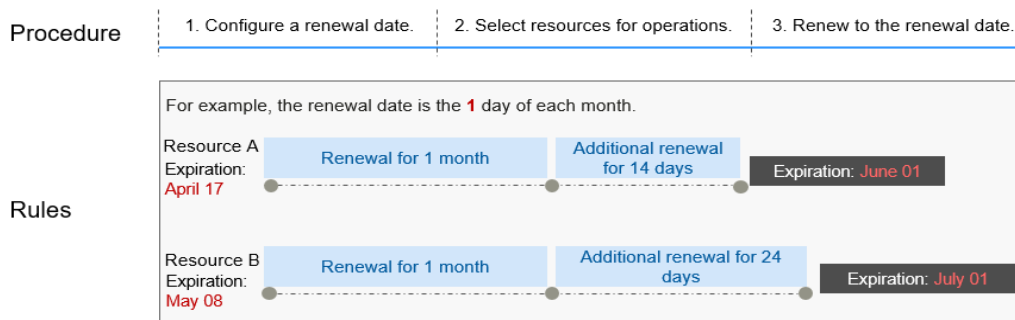 Procedure
1. Configure a renewal date.
2. Select resources for operations.
3. Renew to the renewal date.
Rules
For example, the renewal date is the 1 day of each month.
Resource A
Expiration:
April 17
Renewal for 1 month
Additional renewal
for 14 days
Expiration: June 01
Resource B
Expiration:
May 08
Renewal for 1 month
Additional renewal for 24
days
Expiration: July 01